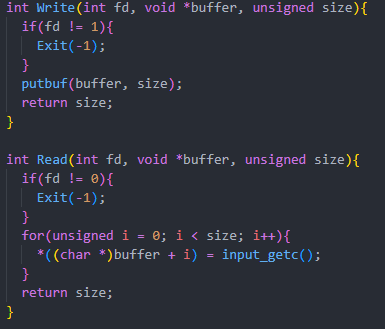 int Write(int fd, void *buffer, unsigned size){
  if(fd != 1){
    Exit(-1);
  }
  putbuf(buffer, size);
  return size;
}

int Read(int fd, void *buffer, unsigned size){
  if(fd != 0){
    Exit(-1);
  }
  for(unsigned i = 0; i < size; i++){
    *((char *)buffer + i) = input_getc();
  }
  return size;
}